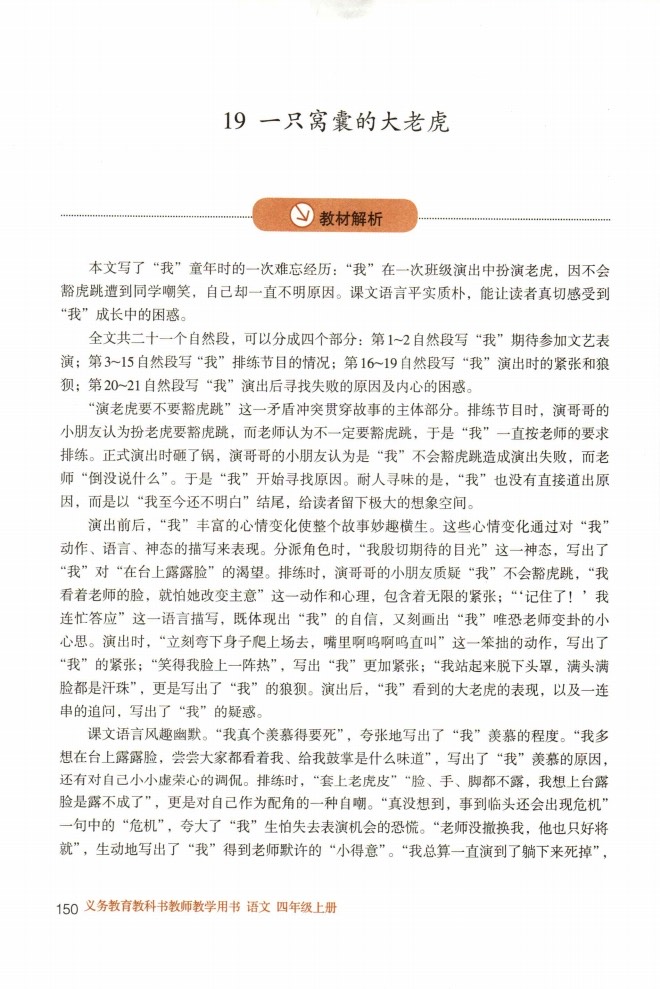 19 一只窝囊的大老虎
教材解析
本文写了“我”童年时的一次难忘经历：“我”在一次班级演出中扮演老虎，因不会
豁虎跳遭到同学嘲笑，自己却一直不明原因。课文语言平实质朴，能让读者真切感受到
“我”成长中的困惑。
全文共二十一个自然段，可以分成四个部分：第1~2自然段写“我”期待参加文艺表
演；第3~15自然段写“我”排练节目的情况；第16~19自然段写“我”演出时的紧张和狼
狈；第20~21自然段写“我”演出后寻找失败的原因及内心的困惑。
“演老虎要不要豁虎跳”这一矛盾冲突贯穿故事的主体部分。排练节目时，演哥哥的
小朋友认为扮老虎要豁虎跳，而老师认为不一定要豁虎跳，于是“我”一直按老师的要求
排练。正式演出时砸了锅，演哥哥的小朋友认为是“我”不会豁虎跳造成演出失败，而老
师“倒没说什么”。于是“我”开始寻找原因。耐人寻味的是，“我”也没有直接道出原
因，而是以“我至今还不明白”结尾，给读者留下极大的想象空间。
演出前后，“我”丰富的心情变化使整个故事妙趣横生。这些心情变化通过对“我”
动作、语言、神态的描写来表现。分派角色时，“我殷切期待的目光”这一神态，写出了
“我”对“在台上露露脸”的渴望。排练时，演哥哥的小朋友质疑“我”不会豁虎跳，“我
看着老师的脸，就怕她改变主意”这一动作和心理，包含着无限的紧张；“‘记住了！’我
连忙答应”这一语言描写，既体现出“我”的自信，又刻画出“我”唯恐老师变卦的小
心思。演出时，“立刻弯下身子爬上场去，嘴里啊呜啊呜直叫”这一笨拙的动作，写出了
“我”的紧张；“笑得我脸上一阵热”，写出“我”更加紧张；“我站起来脱下头罩，满头满
脸都是汗珠”，更是写出了“我”的狼狈。演出后，“我”看到的大老虎的表现，以及一连
串的追问，写出了“我”的疑惑。
课文语言风趣幽默。“我真个羡慕得要死”，夸张地写出了“我”羡慕的程度。“我多
想在台上露露脸，尝尝大家都看着我、给我鼓掌是什么味道”，写出了“我”羡慕的原因，
还有对自己小小虚荣心的调侃。排练时，“套上老虎皮”“脸、手、脚都不露，我想上台露
脸是露不成了”，更是对自己作为配角的一种自嘲。“真没想到，事到临头还会出现危机”
一句中的“危机”，夸大了“我”生怕失去表演机会的恐慌。“老师没撤换我，他也只好将
就”，生动地写出了“我”得到老师默许的“小得意”。“我总算一直演到了躺下来死掉”，
150 义务教育教科书教师教学用书 语文 四年级上册